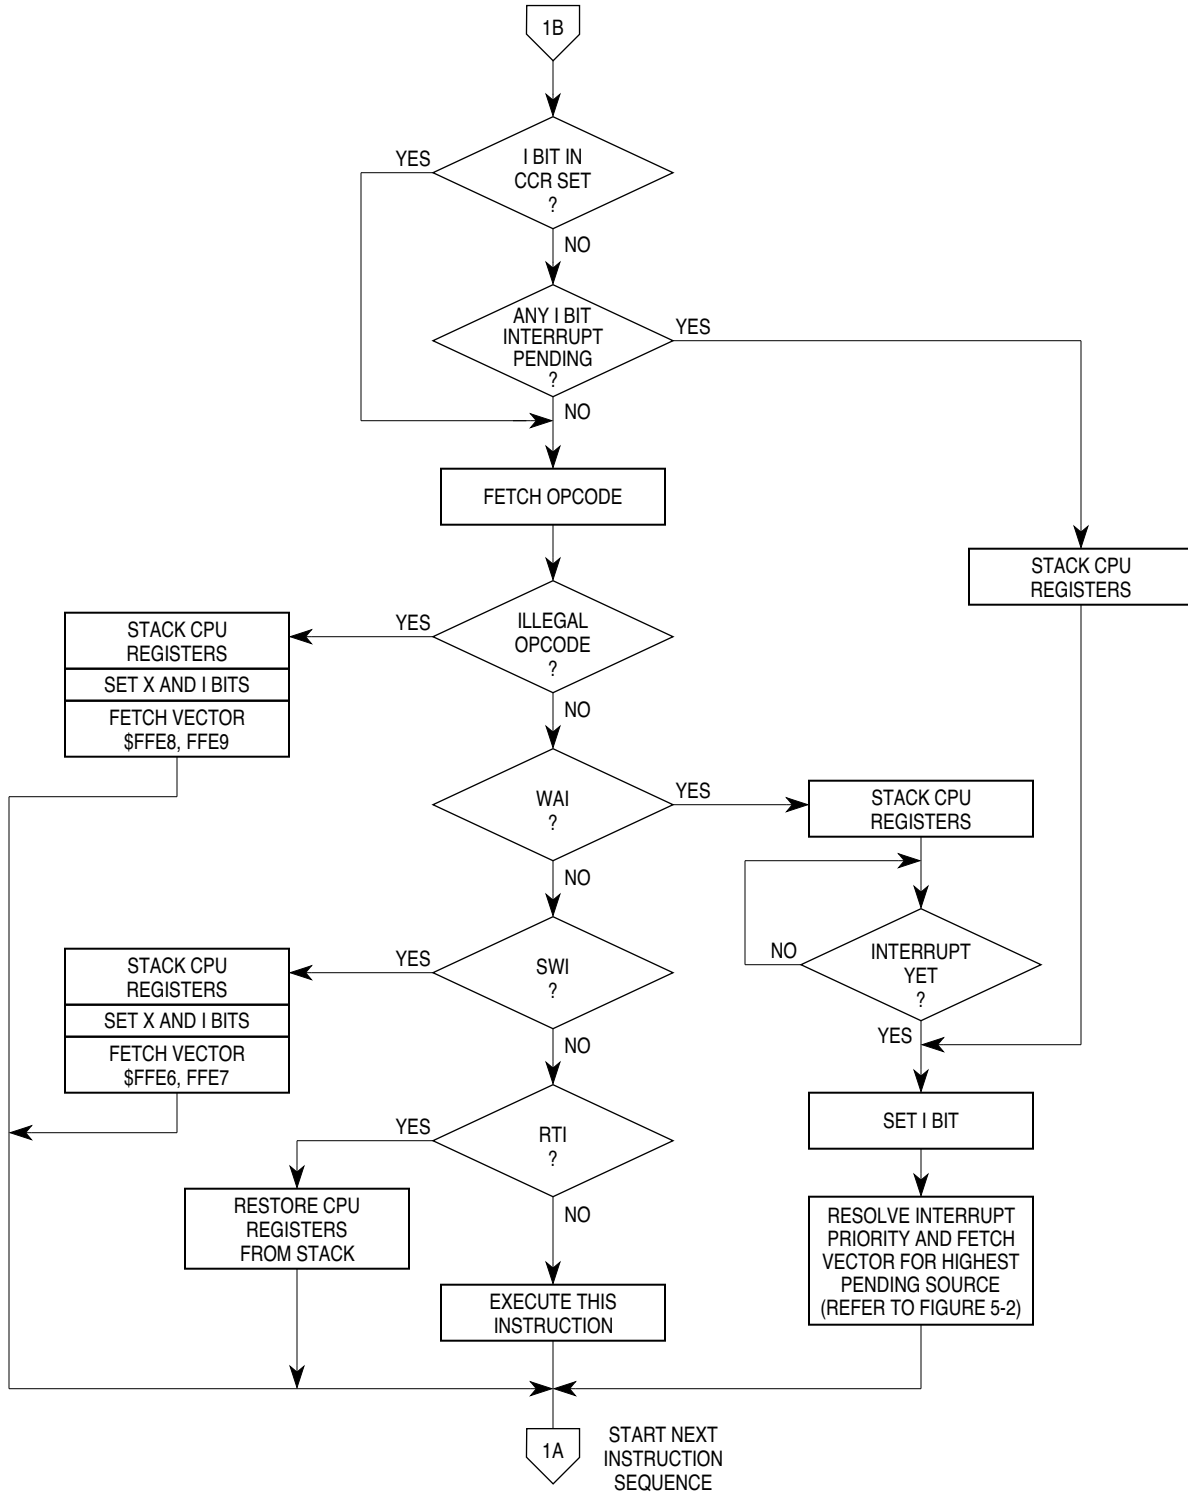 1B
I BIT IN
CCR SET
?
YES
NO
ANY I BIT
INTERRUPT
PENDING
?
YES
NO
FETCH OPCODE
STACK CPU
REGISTERS
ILLEGAL
OPCODE
?
YES
NO
STACK CPU
REGISTERS
SET X AND I BITS
FETCH VECTOR
$FFE8, FFE9
WAI
?
YES
NO
STACK CPU
REGISTERS
INTERRUPT
YET
?
NO
YES
SWI
?
YES
NO
STACK CPU
REGISTERS
SET X AND I BITS
FETCH VECTOR
$FFE6, FFE7
SET I BIT
RTI
?
YES
NO
RESTORE CPU
REGISTERS
FROM STACK
RESOLVE INTERRUPT
PRIORITY AND FETCH
VECTOR FOR HIGHEST
PENDING SOURCE
(REFER TO FIGURE 5-2)
EXECUTE THIS
INSTRUCTION
1A
START NEXT
INSTRUCTION
SEQUENCE